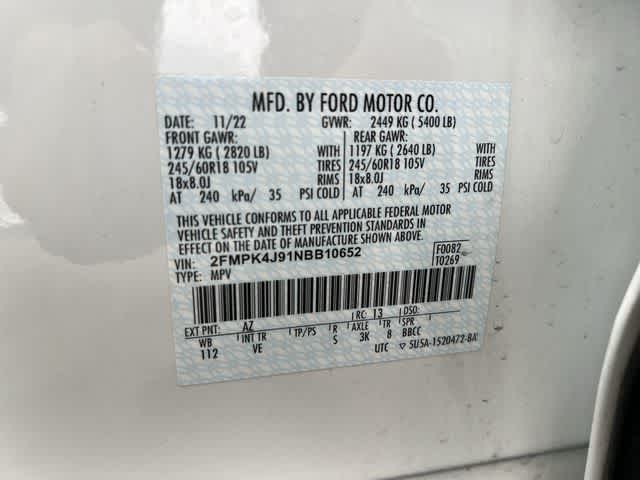 MFD. BY FORD MOTOR CO.
DATE: 11/22 GVWR: 2449 KG ( 5400 LB)
FRONT GAWR: REAR GAWR:
1279 KG ( 2820 LB) WITH 1197 KG ( 2640 LB) WITH
245/60R18 105V TIRES 245/60R18 105V TIRES
18x8.0J RIMS 18x8.0J RIMS
AT 240 kPa/ 35 PSI COLD AT 240 kPa/ 35 PSI COLD
THIS VEHICLE CONFORMS TO ALL APPLICABLE FEDERAL MOTOR
VEHICLE SAFETY AND THEFT PREVENTION STANDARDS IN
EFFECT ON THE DATE OF MANUFACTURE SHOWN ABOVE.
VIN: 2FMPK4J91NBB10652 F0082
TYPE: MPV T0269
EXT PNT: AZ RC: 13 DSO:
WB INT TR TP/PS R AXLE TR SPR
112 VE S 3K 8 BBCC
UTC ▽ 5U5A-1520472-BA